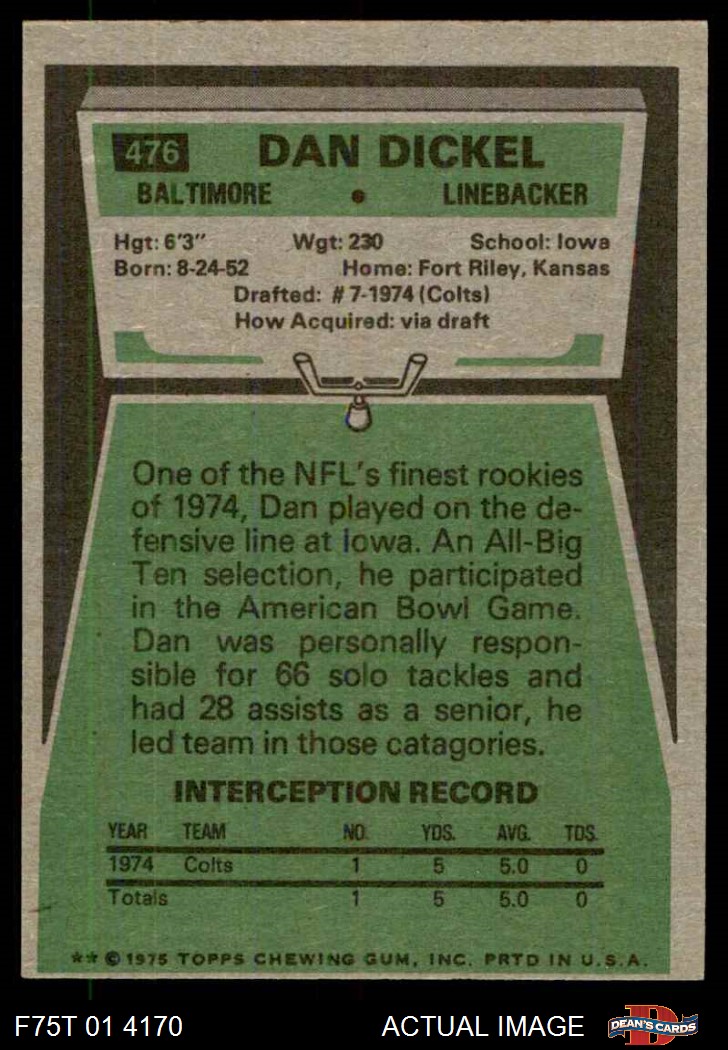 476 DAN DICKEL
BALTIMORE • LINEBACKER
Hgt: 6'3" Wgt: 230 School: Iowa
Born: 8-24-52 Home: Fort Riley, Kansas
Drafted: #7-1974 (Colts)
How Acquired: via draft
One of the NFL's finest rookies
of 1974, Dan played on the de-
fensive line at Iowa. An All-Big
Ten selection, he participated
in the American Bowl Game.
Dan was personally respon-
sible for 66 solo tackles and
had 28 assists as a senior, he
led team in those catagories.
INTERCEPTION RECORD
YEAR TEAM NO. YDS. AVG. TDS.
1974 Colts 1 5 5.0 0
Totals 1 5 5.0 0
** © 1975 TOPPS CHEWING GUM, INC. PRTD IN U.S.A.
F75T 01 4170 ACTUAL IMAGE DEAN'S CARDS